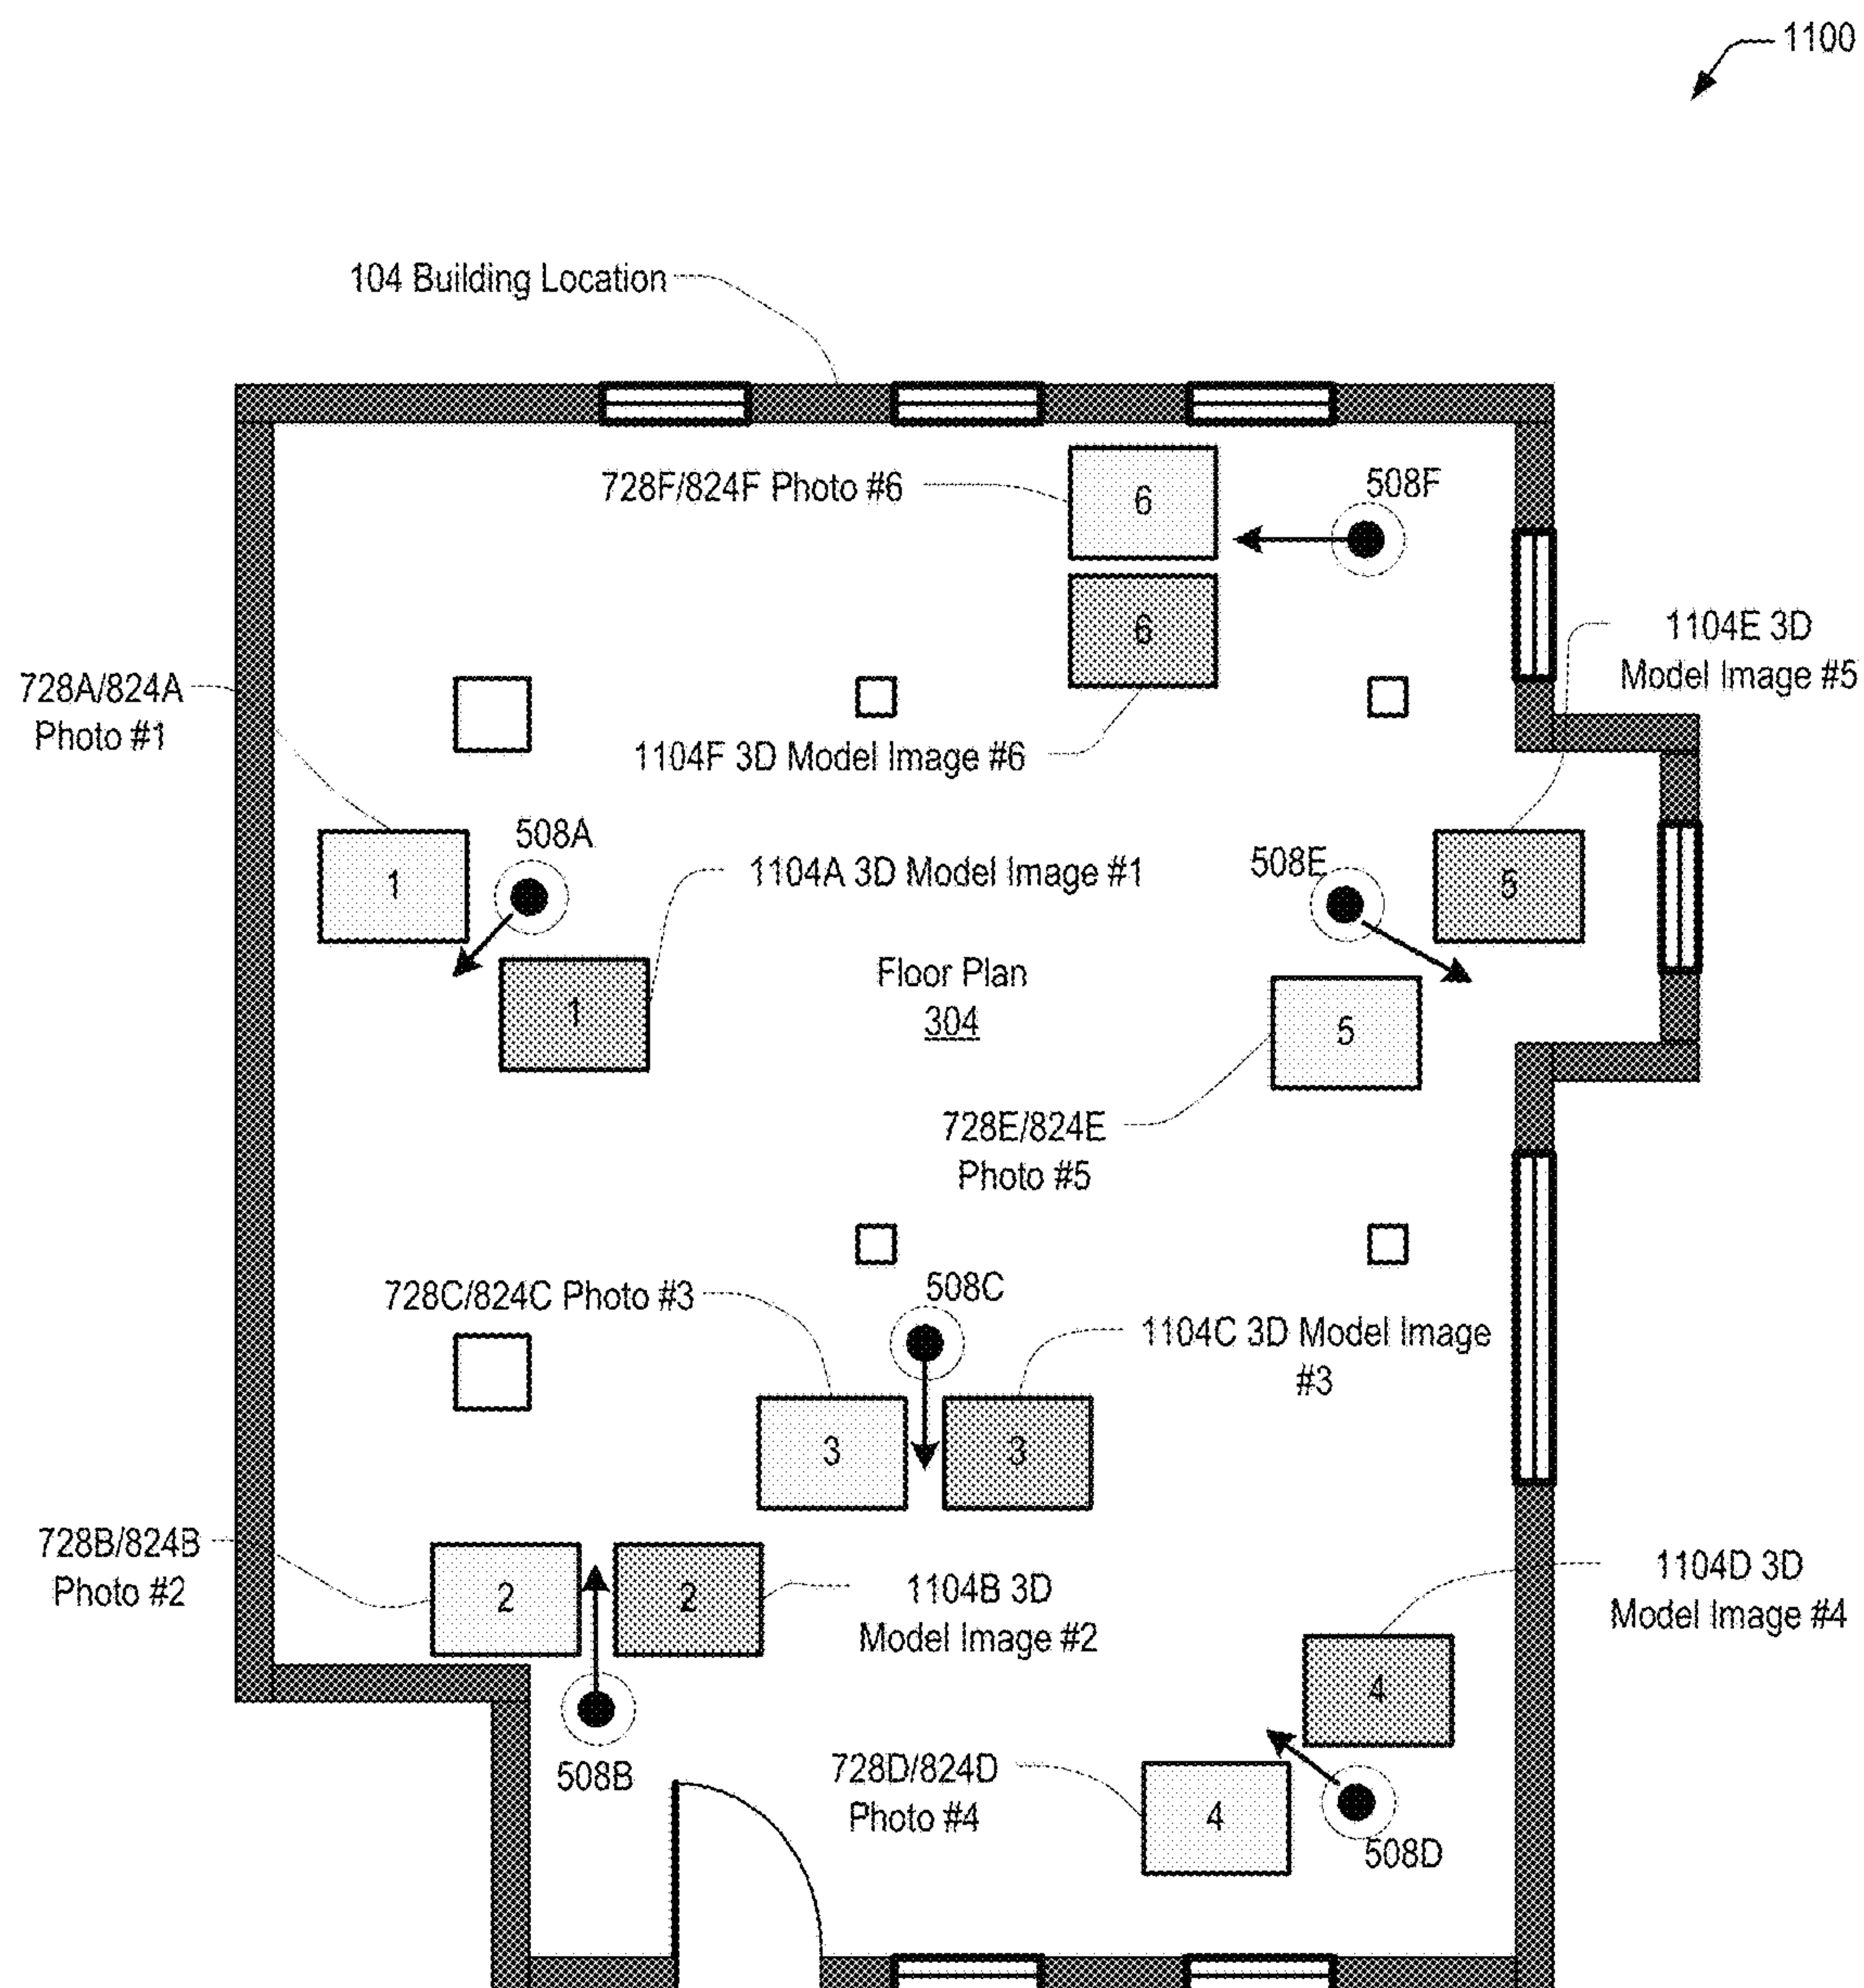 1100
104 Building Location
728F/824F Photo #6
6
508F
6
1104E 3D
Model Image #5
728A/824A
Photo #1
1104F 3D Model Image #6
508A
1
1104A 3D Model Image #1
508E
5
1
Floor Plan
304
5
728E/824E
Photo #5
728C/824C Photo #3
508C
1104C 3D Model Image
#3
3
3
728B/824B
Photo #2
2
2
1104B 3D
Model Image #2
1104D 3D
Model Image #4
4
508B
728D/824D
Photo #4
4
508D